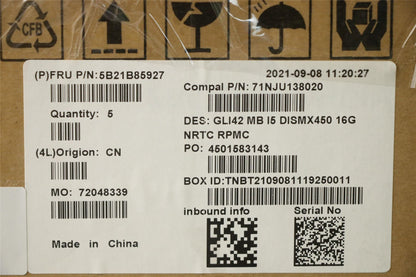 CFB
(P)FRU P/N:5B21B85927
2021-09-08 11:20:27
Compal P/N: 71NJU138020
Quantity: 5
DES: GLI42 MB I5 DISMX450 16G
NRTC RPMC
(4L)Origion: CN
PO: 4501583143
MO: 72048339
BOX ID:TNBT2109081119250011
inbound info
Serial No
Made in China